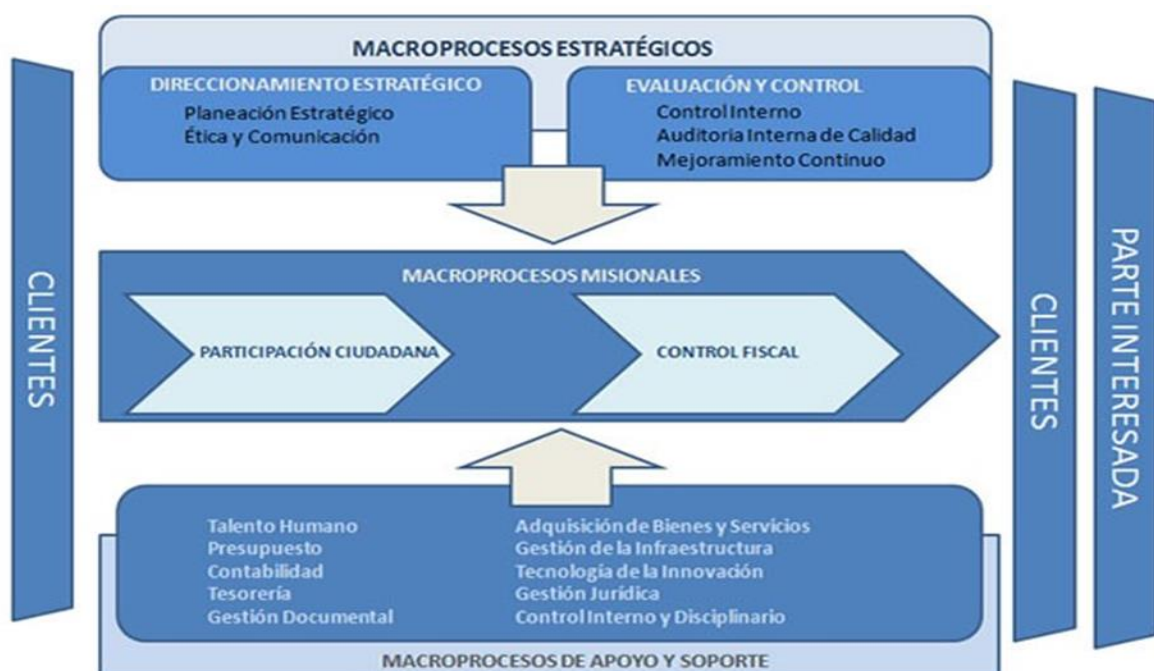 MACROPROCESOS ESTRATÉGICOS
DIRECCIONAMIENTO ESTRATÉGICO
Planeación Estratégico
Ética y Comunicación
EVALUACIÓN Y CONTROL
Control Interno
Auditoria Interna de Calidad
Mejoramiento Continuo
CLIENTES
MACROPROCESOS MISIONALES
PARTICIPACIÓN CIUDADANA
CONTROL FISCAL
CLIENTES
PARTE INTERESADA
Talento Humano
Presupuesto
Contabilidad
Tesorería
Gestión Documental
Adquisición de Bienes y Servicios
Gestión de la Infraestructura
Tecnología de la Innovación
Gestión Jurídica
Control Interno y Disciplinario
MACROPROCESOS DE APOYO Y SOPORTE